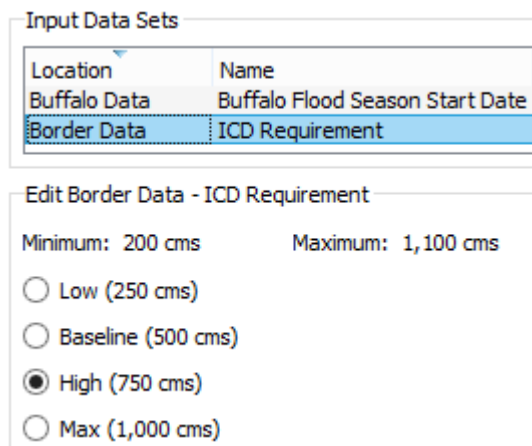 Input Data Sets
Location Name
Buffalo Data Buffalo Flood Season Start Date
Border Data ICD Requirement
Edit Border Data - ICD Requirement
Minimum: 200 cms Maximum: 1,100 cms
Low (250 cms)
Baseline (500 cms)
High (750 cms)
Max (1,000 cms)